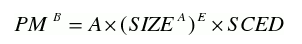 PM ᴮ = A × (SIZE ᴬ) ᴱ × SCED